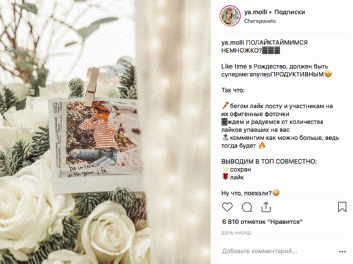 ya.molli • Подписки
Cherepovets
ya.molli ПОЛАЙКТАЙМИМСЯ
НЕМНОЖКО?
Like time в Рождество, должен быть
супермегапуперПРОДУКТИВНЫМ
Так что:
бегом лайк посту и участникам на
их офигенные фоточки
ждем и радуемся от количества
лайков упавших на вас
комментим как можно больше, ведь
тогда будет
ВЫВОДИМ В ТОП СОВМЕСТНО:
сохран
лайк
Ну что, поехали?
6 810 отметок "Нравится"
ДЕНЬ НАЗАД
Добавьте комментарий...